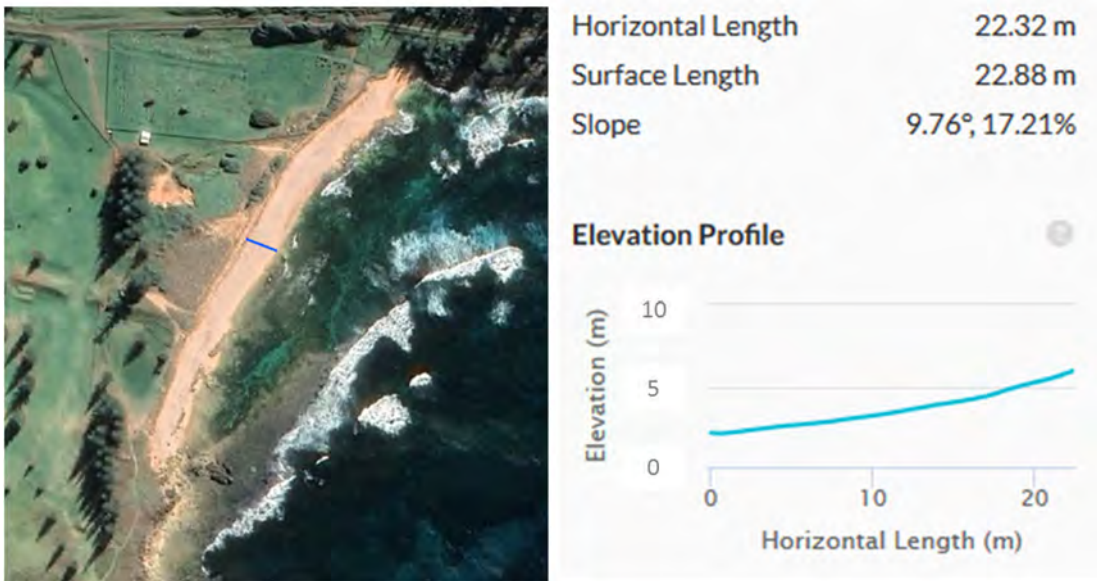 Horizontal Length 22.32 m
Surface Length 22.88 m
Slope 9.76°, 17.21%
Elevation Profile ?
Elevation (m)
10
5
0
0 10 20
Horizontal Length (m)